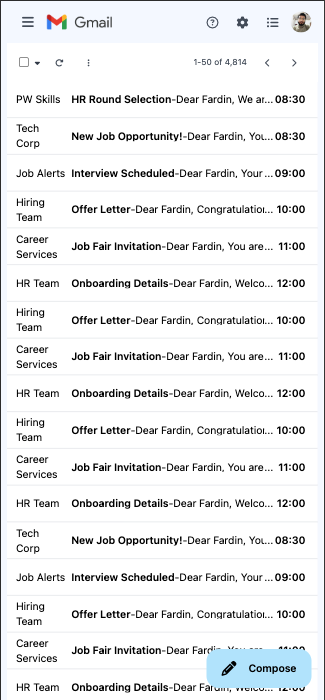 Gmail
1-50 of 4,814
PW Skills HR Round Selection-Dear Fardin, We ar... 08:30
Tech Corp New Job Opportunity!-Dear Fardin, You... 08:30
Job Alerts Interview Scheduled-Dear Fardin, Your ... 09:00
Hiring Team Offer Letter-Dear Fardin, Congratulatio... 10:00
Career Services Job Fair Invitation-Dear Fardin, You are... 11:00
HR Team Onboarding Details-Dear Fardin, Welco... 12:00
Hiring Team Offer Letter-Dear Fardin, Congratulatio... 10:00
Career Services Job Fair Invitation-Dear Fardin, You are... 11:00
HR Team Onboarding Details-Dear Fardin, Welco... 12:00
Hiring Team Offer Letter-Dear Fardin, Congratulatio... 10:00
Career Services Job Fair Invitation-Dear Fardin, You are... 11:00
HR Team Onboarding Details-Dear Fardin, Welco... 12:00
Tech Corp New Job Opportunity!-Dear Fardin, You... 08:30
Job Alerts Interview Scheduled-Dear Fardin, Your ... 09:00
Hiring Team Offer Letter-Dear Fardin, Congratulatio... 10:00
Career Services Job Fair Invitation-Dear Fardin, You are... 11:00
Compose
HR Team Onboarding Details-Dear Fardin, Welco... 12:00